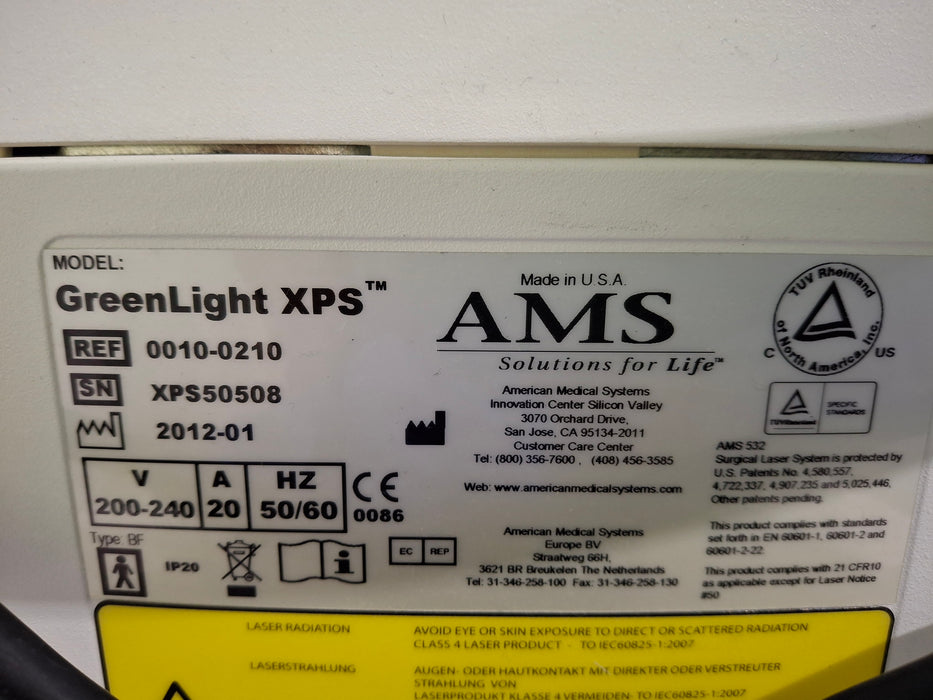 MODEL:
GreenLight XPS™
REF 0010-0210
SN XPS50508
2012-01
V A HZ
200-240 20 50/60
CE
0086
Type: BF
IP20
i
EC REP
Made in U.S.A.
AMS
Solutions for Life™
American Medical Systems
Innovation Center Silicon Valley
3070 Orchard Drive,
San Jose, CA 95134-2011
Customer Care Center
Tel: (800) 356-7600 , (408) 456-3585
Web: www.americanmedicalsystems.com
American Medical Systems
Europe BV
Straatweg 66H,
3621 BR Breukelen The Netherlands
Tel: 31-346-258-100 Fax: 31-346-258-130
TUV Rheinland
of North America, Inc.
C US
TUVRheinland
SPECIFIC
STANDARDS
AMS 532
Surgical Laser System is protected by
U.S. Patents No. 4,580,557,
4,722,337, 4,907,235 and 5,025,446,
Other patents pending.
This product complies with standards
set forth in EN 60601-1, 60601-2 and
60601-2-22.
This product complies with 21 CFR10
as applicable except for Laser Notice
#50
LASER RADIATION
AVOID EYE OR SKIN EXPOSURE TO DIRECT OR SCATTERED RADIATION
CLASS 4 LASER PRODUCT - TO IEC60825-1:2007
LASERSTRAHLUNG
AUGEN- ODER HAUTKONTAKT MIT DIREKTER ODER VERSTREUTER
STRAHLUNG VON
LASERPRODUKT KLASSE 4 VERMEIDEN- TO IEC60825-1:2007